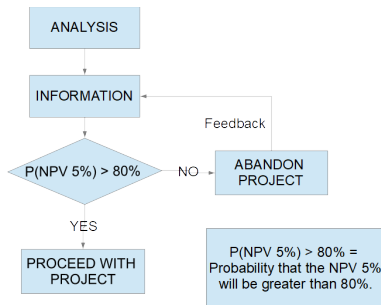 ANALYSIS
INFORMATION
Feedback
P(NPV 5%) > 80%
NO
ABANDON
PROJECT
YES
PROCEED WITH
PROJECT
P(NPV 5%) > 80% =
Probability that the NPV 5%
will be greater than 80%.